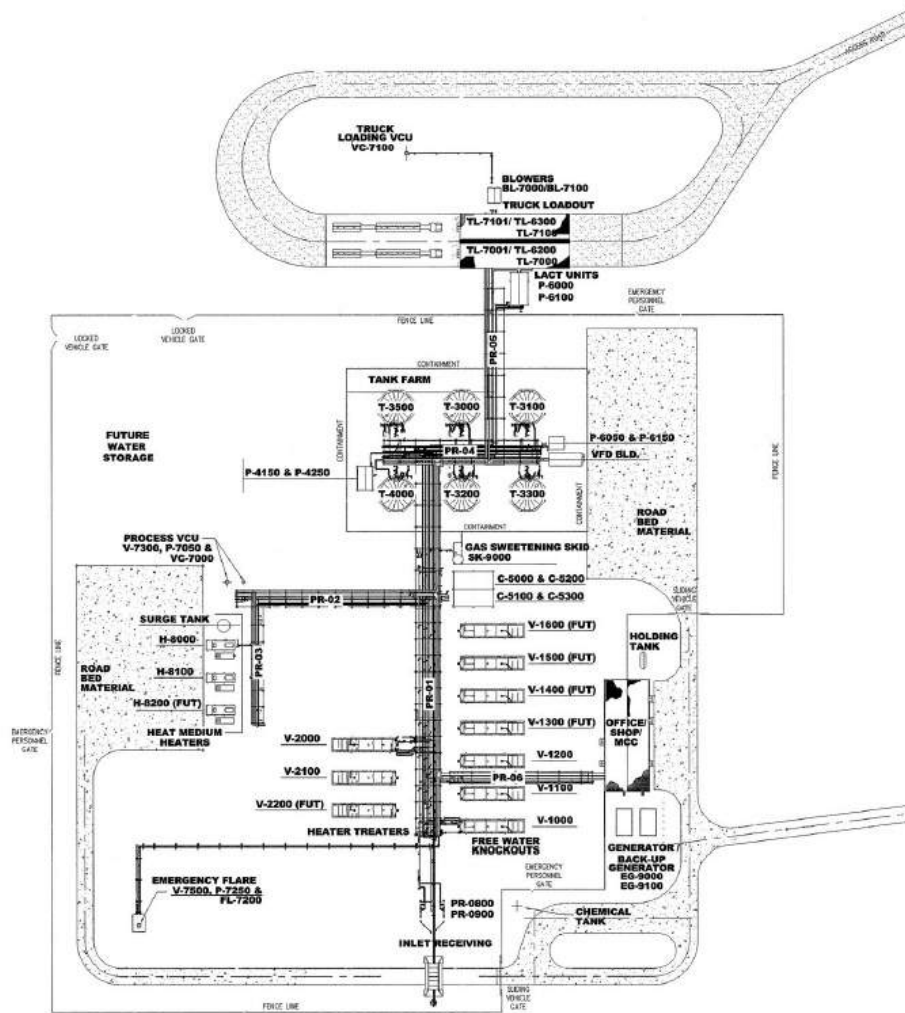 ACCESS ROAD
TRUCK
LOADING VCU
VC-7100
BLOWERS
BL-7000/BL-7100
TRUCK LOADOUT
TL-7101/ TL-6300
TL-7100
TL-7001/ TL-6200
TL-7000
LACT UNITS
P-6000
P-6100
EMERGENCY
PERSONNEL
GATE
FENCE LINE
LOCKED
VEHICLE GATE
LOCKED
VEHICLE GATE
PR-05
CONTAINMENT
TANK FARM
T-3500
T-3000
T-3100
FUTURE
WATER
STORAGE
CONTAINMENT
PR-04
P-6050 & P-6150
VFD BLD.
P-4150 & P-4250
T-4000
T-3200
T-3300
CONTAINMENT
FENCE LINE
ROAD
BED
MATERIAL
CONTAINMENT
PROCESS VCU
V-7300, P-7050 &
VC-7000
GAS SWEETENING SKID
SK-9000
C-5000 & C-5200
C-5100 & C-5300
SLIDING
VEHICLE
GATE
PR-02
SURGE TANK
H-8000
PR-03
V-1600 (FUT)
HOLDING
TANK
FENCE LINE
ROAD
BED
MATERIAL
H-8100
H-8200 (FUT)
HEAT MEDIUM
HEATERS
PR-01
V-1500 (FUT)
V-1400 (FUT)
V-1300 (FUT)
OFFICE/
SHOP/
MCC
EMERGENCY
PERSONNEL
GATE
V-2000
V-1200
PR-06
V-2100
V-1100
V-2200 (FUT)
V-1000
HEATER TREATERS
FREE WATER
KNOCKOUTS
GENERATOR/
BACK-UP
GENERATOR
EG-9000
EG-9100
EMERGENCY
PERSONNEL
GATE
EMERGENCY FLARE
V-7500, P-7250 &
FL-7200
PR-0800
PR-0900
CHEMICAL
TANK
INLET RECEIVING
SLIDING
VEHICLE
GATE
FENCE LINE